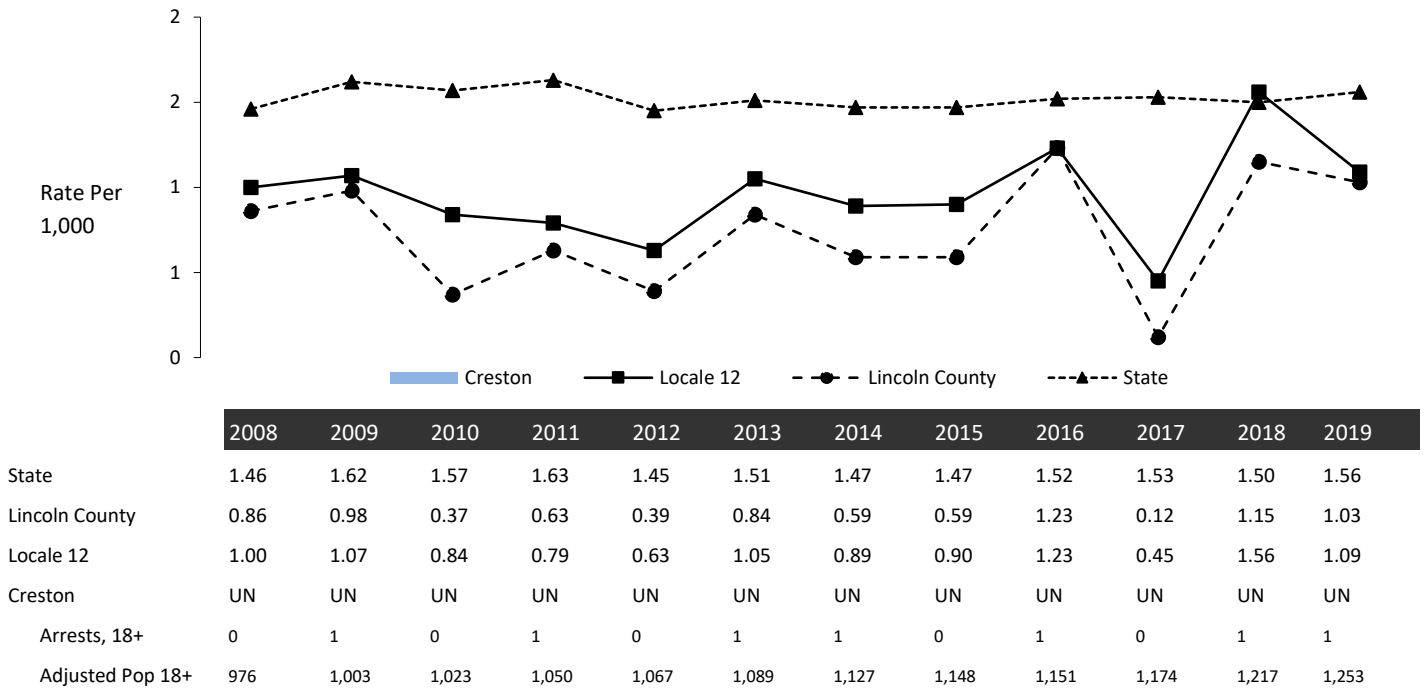 2
2
Rate Per
1,000
1
1
0
Creston Locale 12 Lincoln County State
2008 2009 2010 2011 2012 2013 2014 2015 2016 2017 2018 2019
State 1.46 1.62 1.57 1.63 1.45 1.51 1.47 1.47 1.52 1.53 1.50 1.56
Lincoln County 0.86 0.98 0.37 0.63 0.39 0.84 0.59 0.59 1.23 0.12 1.15 1.03
Locale 12 1.00 1.07 0.84 0.79 0.63 1.05 0.89 0.90 1.23 0.45 1.56 1.09
Creston UN UN UN UN UN UN UN UN UN UN UN UN
Arrests, 18+ 0 1 0 1 0 1 1 0 1 0 1 1
Adjusted Pop 18+ 976 1,003 1,023 1,050 1,067 1,089 1,127 1,148 1,151 1,174 1,217 1,253